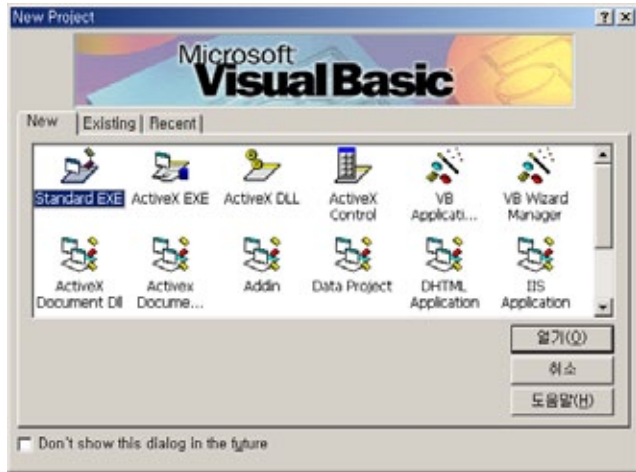 New Project
Microsoft
Visual Basic
New Existing Recent
Standard EXE ActiveX EXE ActiveX DLL ActiveX Control VB Applicati... VB Wizard Manager
ActiveX Document Dll Activex Docume... Addin Data Project DHTML Application IIS Application
열기(O)
취소
도움말(H)
Don't show this dialog in the future